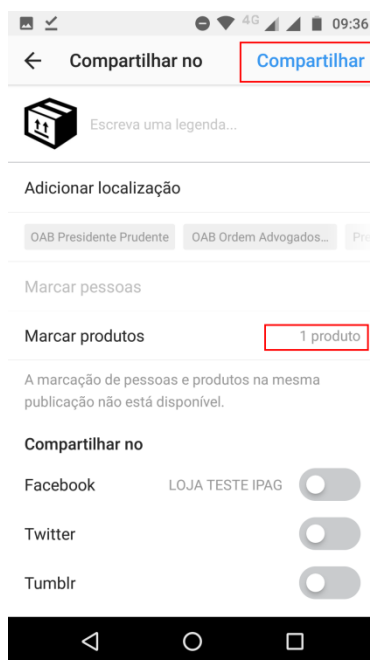 4G 09:36
Compartilhar no Compartilhar
Escreva uma legenda...
Adicionar localização
OAB Presidente Prudente OAB Ordem Advogados... Pre
Marcar pessoas
Marcar produtos 1 produto
A marcação de pessoas e produtos na mesma
publicação não está disponível.
Compartilhar no
Facebook LOJA TESTE IPAG
Twitter
Tumblr